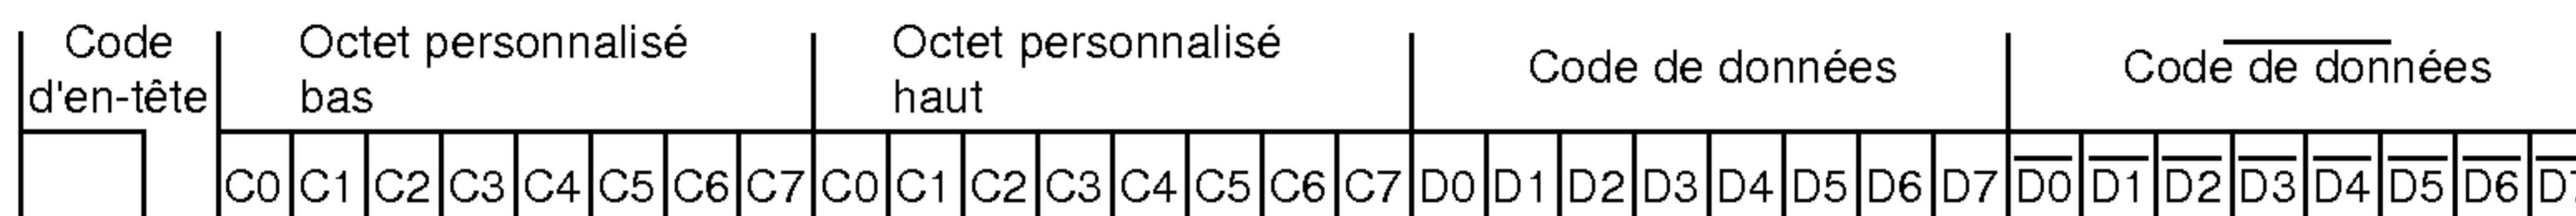 Code
d'en-tête
Octet personnalisé
bas
Octet personnalisé
haut
Code de données
Code de données
C0 C1 C2 C3 C4 C5 C6 C7 C0 C1 C2 C3 C4 C5 C6 C7 D0 D1 D2 D3 D4 D5 D6 D7 D0 D1 D2 D3 D4 D5 D6